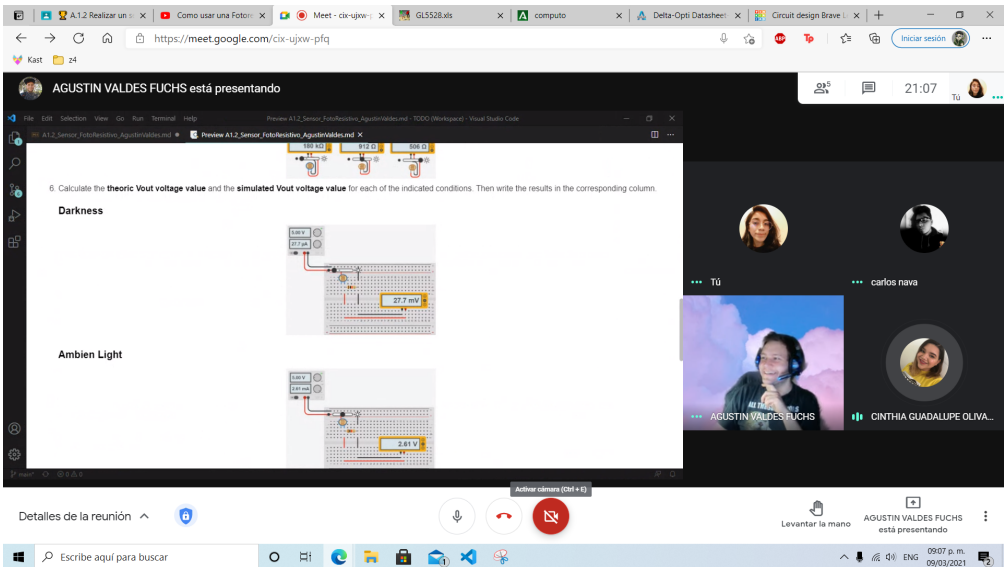 A.1.2 Realizar un s
Como usar una Fotore
Meet - cix-ujxw-p
GL5528.xls
computo
Delta-Opti Datasheet
Circuit design Brave L
https://meet.google.com/cix-ujxw-pfq
Iniciar sesión
Kast
z4
AGUSTIN VALDES FUCHS está presentando
5
21:07
Tú
File Edit Selection View Go Run Terminal Help
Preview A1.2_Sensor_FotoResistivo_AgustinValdes.md - TODO (Workspace) - Visual Studio Code
A1.2_Sensor_FotoResistivo_AgustinValdes.md
Preview A1.2_Sensor_FotoResistivo_AgustinValdes.md
180 kΩ
912 Ω
506 Ω
6. Calculate the theoric Vout voltage value and the simulated Vout voltage value for each of the indicated conditions. Then write the results in the corresponding column.
Darkness
5.00 V
27.7 mV
Ambien Light
5.00 V
2.61 V
Tú
carlos nava
AGUSTIN VALDES FUCHS
CINTHIA GUADALUPE OLIVA...
main*
Activar cámara (Ctrl + E)
Detalles de la reunión
Levantar la mano
AGUSTIN VALDES FUCHS
está presentando
Escribe aquí para buscar
ENG
09:07 p. m.
09/03/2021